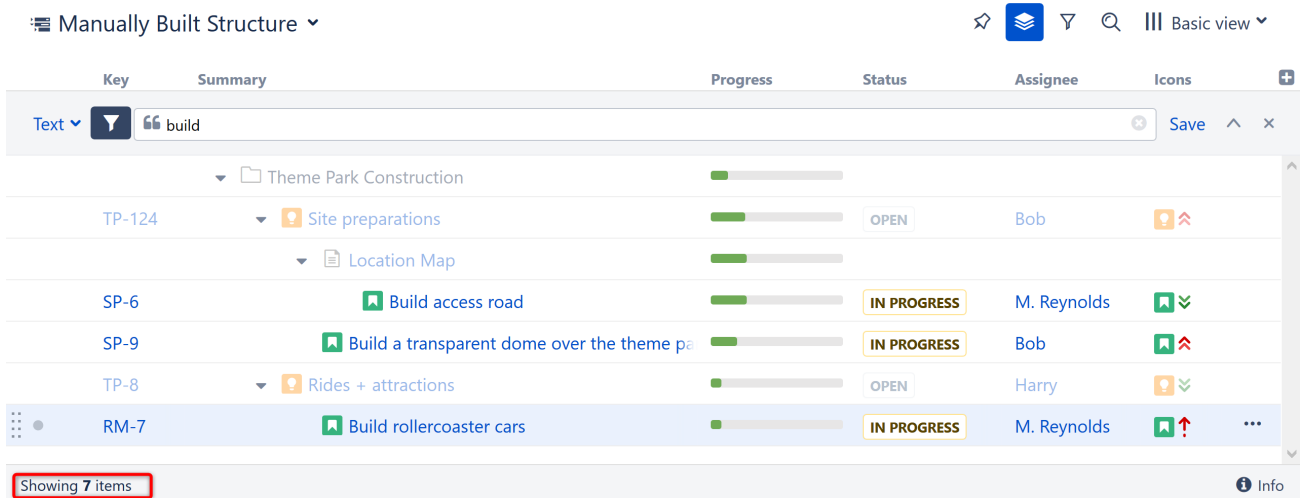 Manually Built Structure
Basic view
Key Summary Progress Status Assignee Icons
Text build Save
Theme Park Construction
TP-124 Site preparations OPEN Bob
Location Map
SP-6 Build access road IN PROGRESS M. Reynolds
SP-9 Build a transparent dome over the theme pa IN PROGRESS Bob
TP-8 Rides + attractions OPEN Harry
RM-7 Build rollercoaster cars IN PROGRESS M. Reynolds
Showing 7 items Info